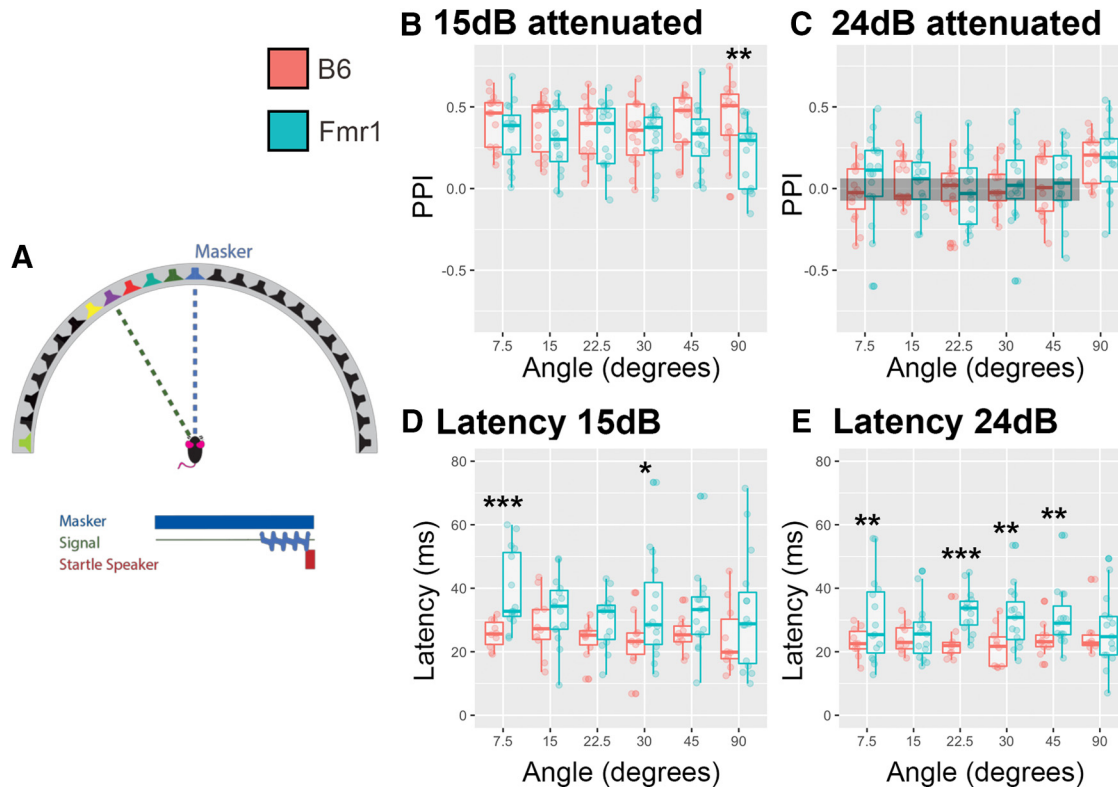 B6
Fmr1
A
Masker
Masker
Signal
Startle Speaker
B 15dB attenuated
**
PPI
0.5
0.0
-0.5
7.5 15 22.5 30 45 90
Angle (degrees)
C 24dB attenuated
PPI
0.5
0.0
-0.5
7.5 15 22.5 30 45 90
Angle (degrees)
D Latency 15dB
*** *
Latency (ms)
80
60
40
20
0
7.5 15 22.5 30 45 90
Angle (degrees)
E Latency 24dB
** *** ** **
Latency (ms)
80
60
40
20
0
7.5 15 22.5 30 45 90
Angle (degrees)